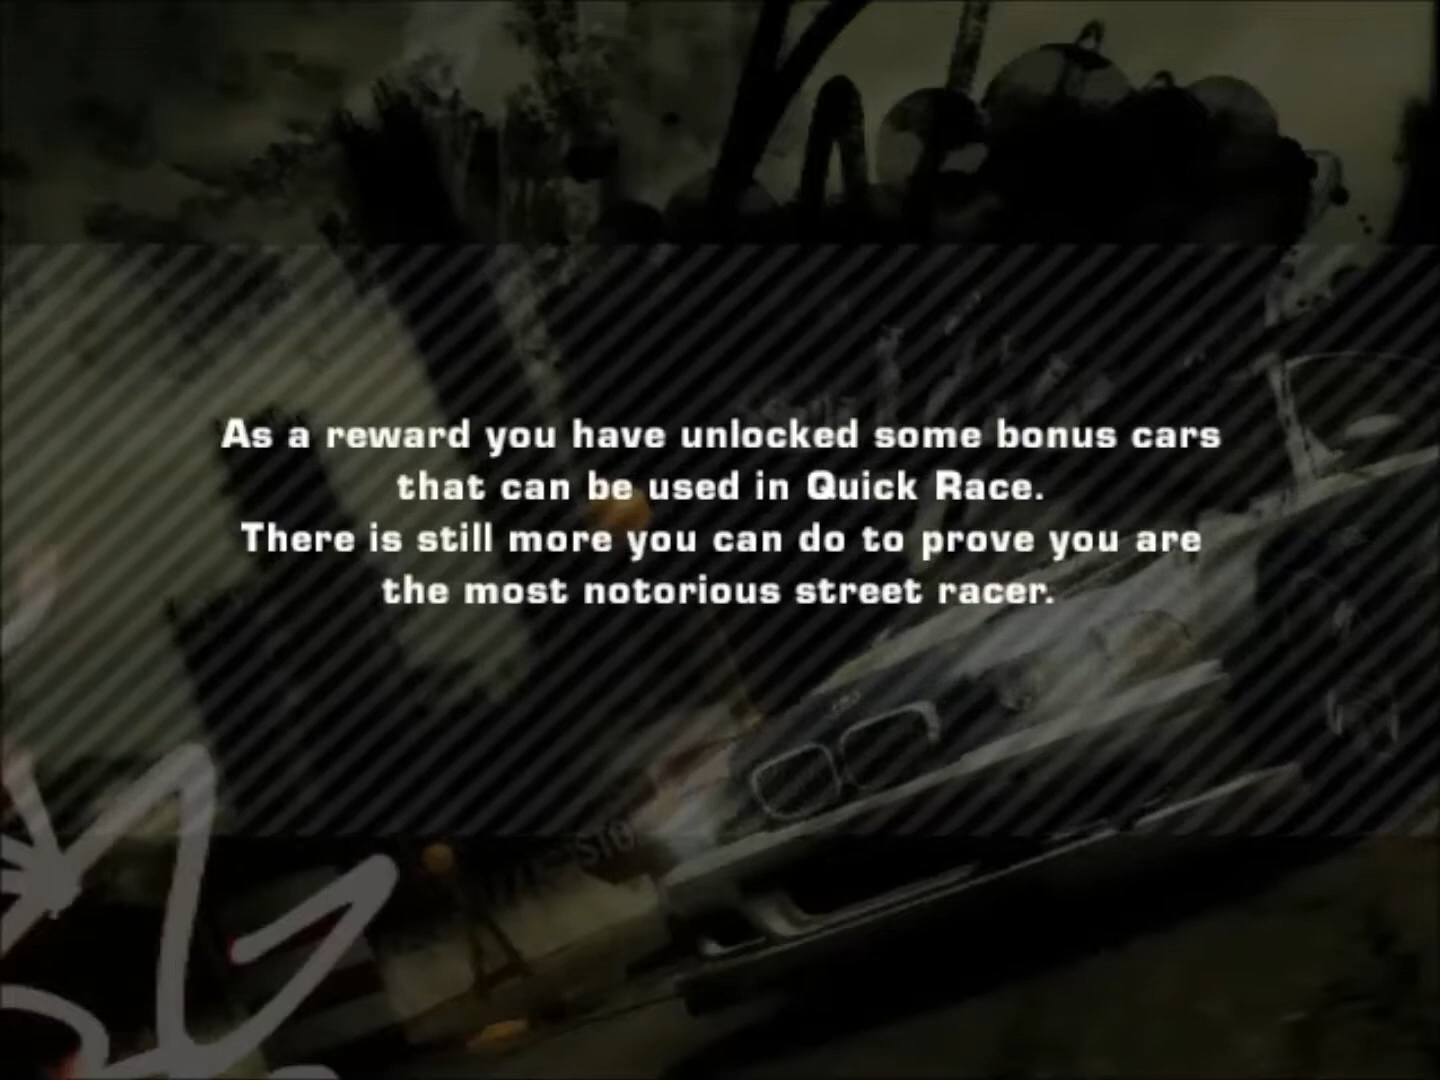 As a reward you have unlocked some bonus cars
that can be used in Quick Race.
There is still more you can do to prove you are
the most notorious street racer.